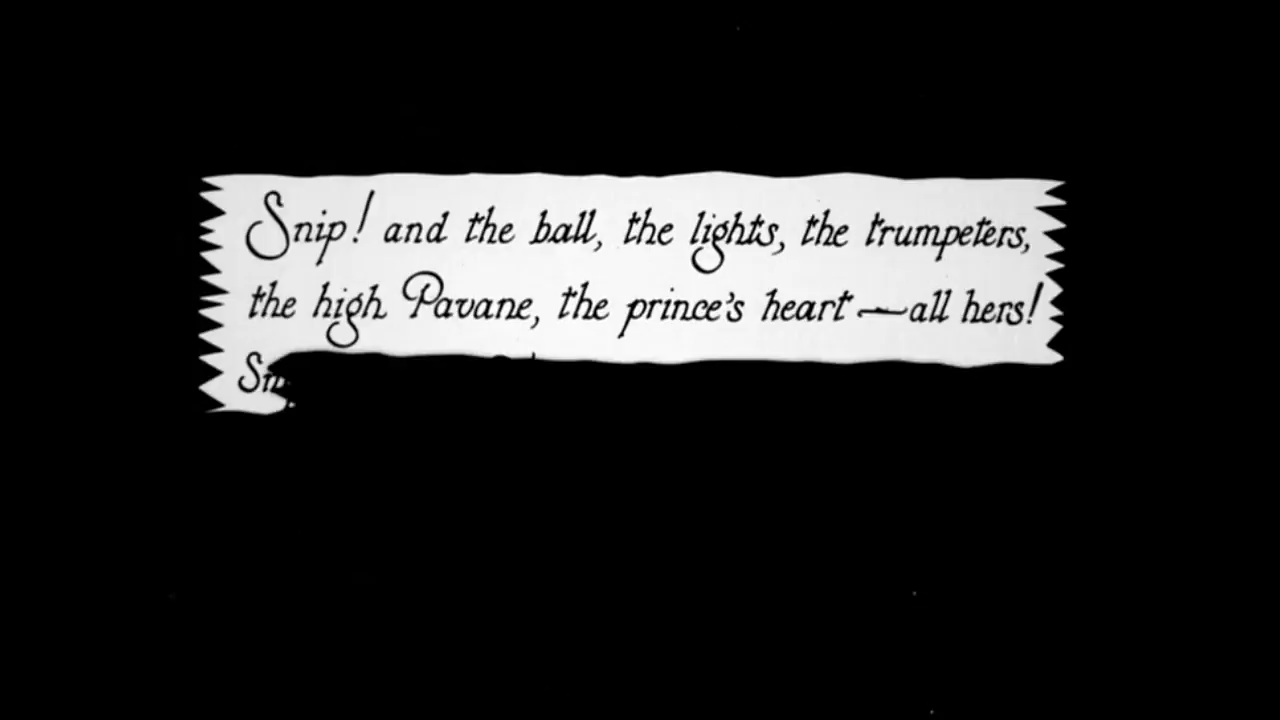 Snip! and the ball, the lights, the trumpeters,
the high Pavane, the prince's heart — all hers!